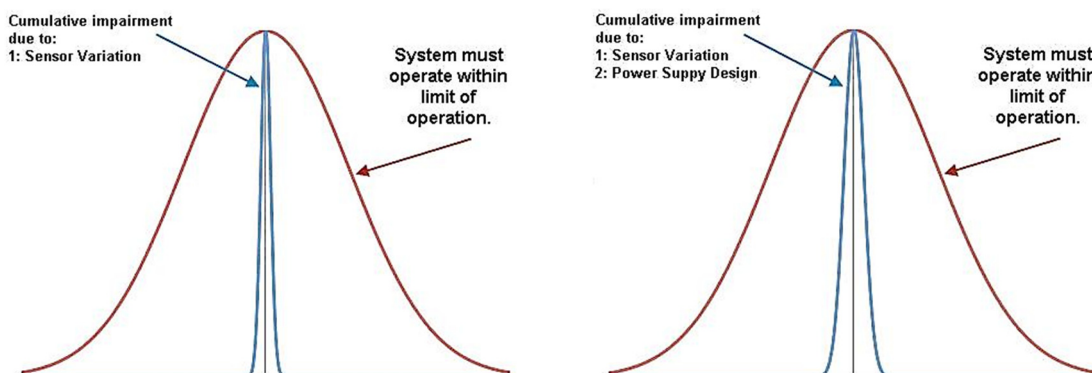 Cumulative impairment
due to:
1: Sensor Variation
System must
operate within
limit of
operation.
Cumulative impairment
due to:
1: Sensor Variation
2: Power Suppy Design
System must
operate within
limit of
operation.